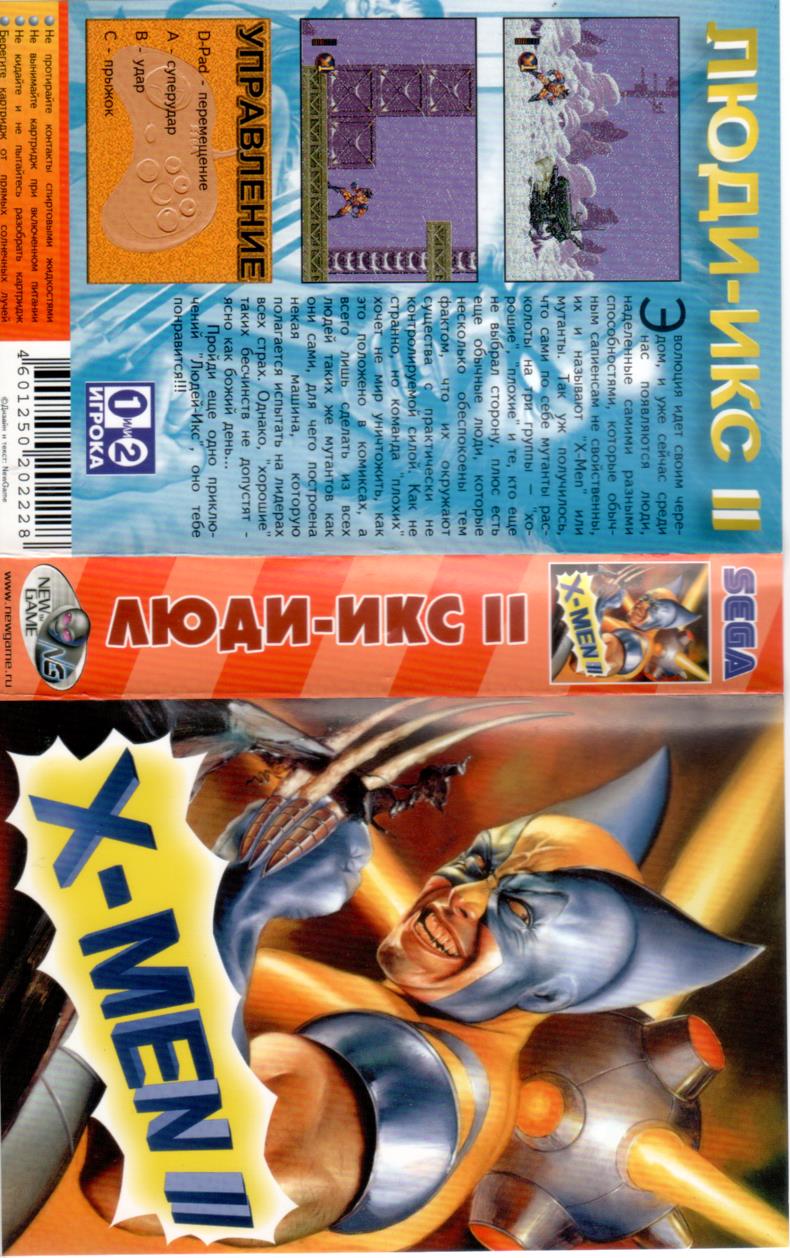 ЛЮДИ-ИКС II
Эволюция идет своим чере-
дом, и уже сейчас среди
нас появляются люди,
наделенные самими разными
способностями, которые обыч-
ным сапиенсам не свойственны,
их и называют "X-Men" или
мутанты. Так уж получилось,
что сами по себе мутанты рас-
колоты на три группы – "хо-
рошие", "плохие" и те, кто еще
не выбрал сторону, плюс есть
еще обычные люди, которые
несколько обеспокоены тем
фактом, что их окружают
существа с практически не
контролируемой силой. Как не
странно, но команда "плохих"
хочет не мир уничтожить, как
это положено в комиксах, а
всего лишь сделать из всех
людей таких же мутантов как
они сами, для чего построена
некая машина, которую
полагается испытать на лидерах
всех страх. Однако, "хорошие"
таких бесчинств не допустят -
ясно как божий день...
Пройди еще одно приклю-
чений "Людей-Икс", оно тебе
понравится!!!
УПРАВЛЕНИЕ
D-Pad - перемещение
A - суперудар
B - удар
C - прыжок
1 или 2
ИГРОКА
Не протирайте контакты спиртовыми жидкостями
Не вынимайте картридж при включенном питании
Не кидайте и не пытайтесь разобрать картридж
Берегите картридж от прямых солнечных лучей
4 601250 202228
©Дизайн и текст: NewGame
SEGA
X-MEN II
ЛЮДИ-ИКС II
NEW TM
GAME
NG
www.newgame.ru
X-MEN II